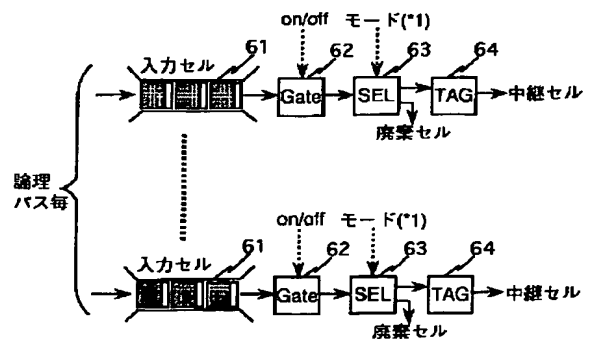 on/off モード(*1)
入力セル 61 62 63 64
Gate SEL TAG 中継セル
廃棄セル
論理
パス毎
on/off モード(*1)
入力セル 61 62 63 64
Gate SEL TAG 中継セル
廃棄セル